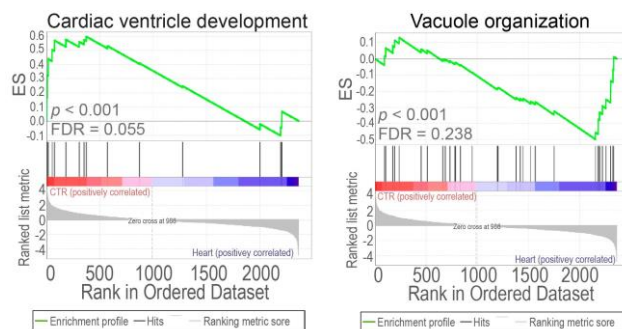 Cardiac ventricle development
0.6
0.5
0.4
0.3
0.2
0.1
0.0
-0.1
ES
p < 0.001
FDR = 0.055
4
2
0
-2
-4
Ranked list metric
CTR (positively correlated)
Zero cross at 988
Heart (positivey correlated)
0
500
1000
1500
2000
Rank in Ordered Dataset
Enrichment profile
Hits
Ranking metric sore
Vacuole organization
0.1
0.0
-0.1
-0.2
-0.3
-0.4
-0.5
ES
p < 0.001
FDR = 0.238
4
2
0
-2
-4
Ranked list metric
CTR (positively correlated)
Zero cross at 988
Heart (positivey correlated)
0
500
1000
1500
2000
Rank in Ordered Dataset
Enrichment profile
Hits
Ranking metric sore